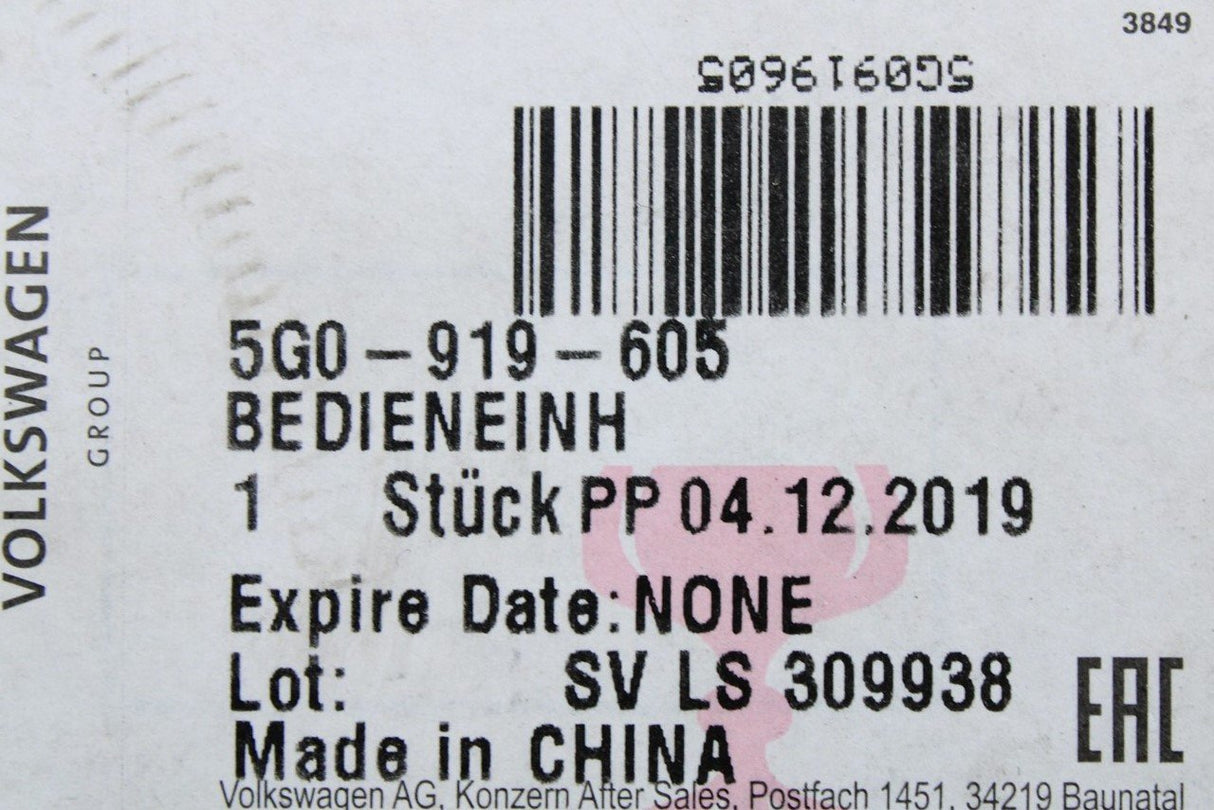 3849
5G0919605
VOLKSWAGEN
GROUP
5G0-919-605
BEDIENEINH
1 Stück PP 04.12.2019
Expire Date:NONE
Lot: SV LS 309938
Made in CHINA
EAC
Volkswagen AG, Konzern After Sales, Postfach 1451, 34219 Baunatal